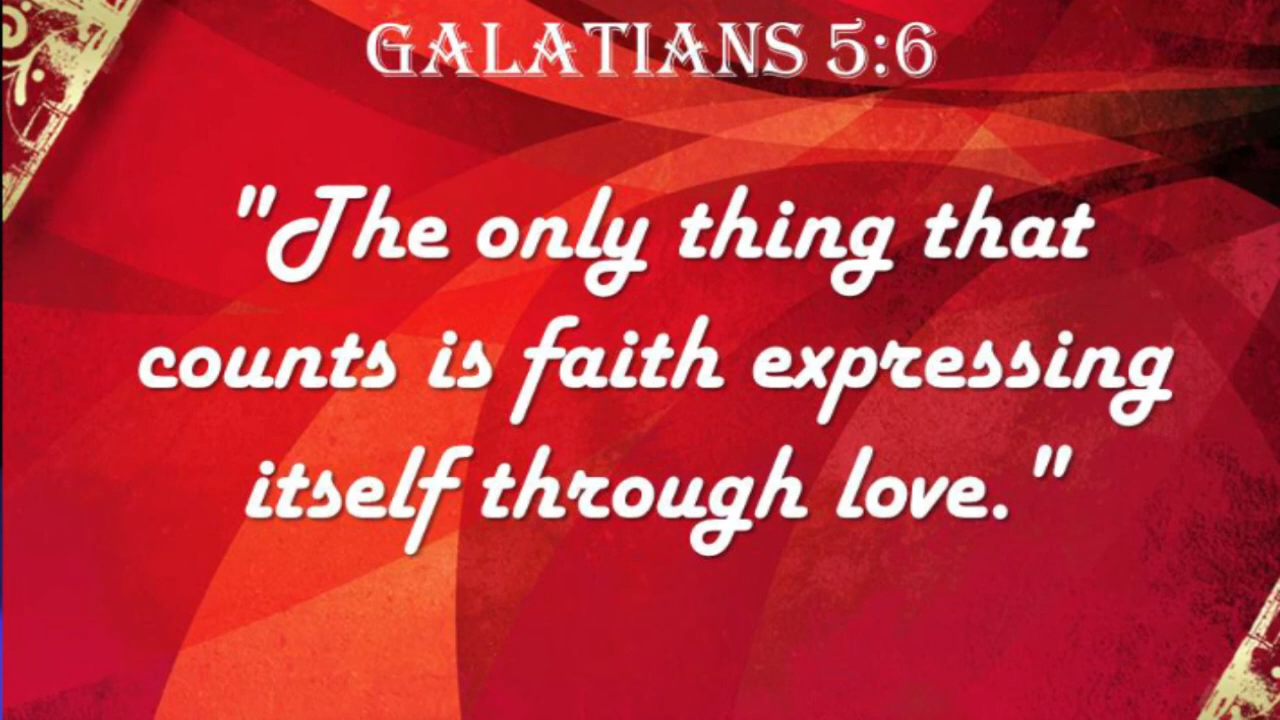 GALATIANS 5:6
"The only thing that
counts is faith expressing
itself through love."